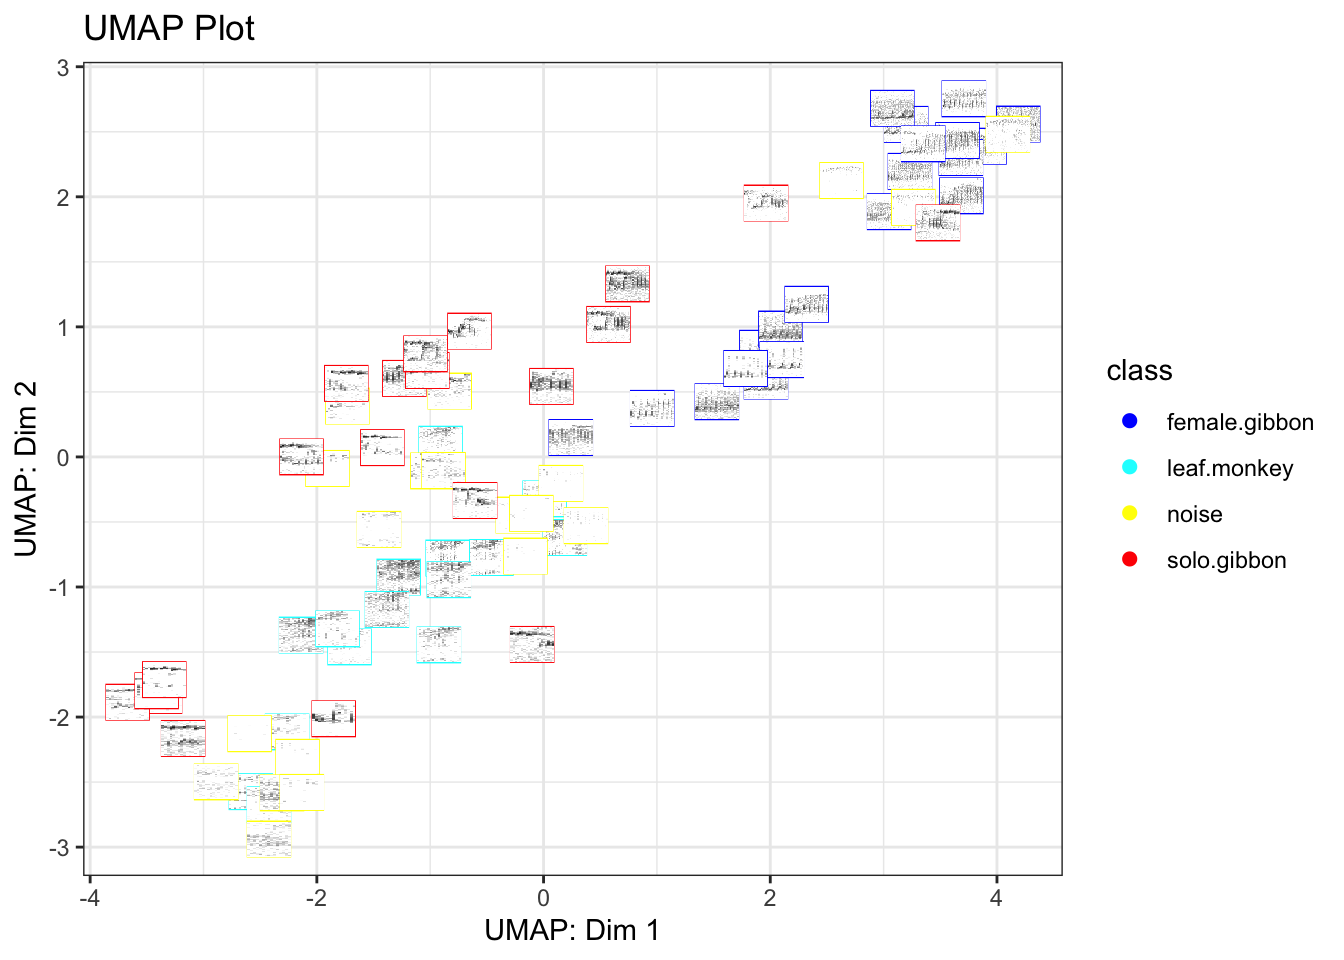 UMAP Plot
3
2
1
0
-1
-2
-3
UMAP: Dim 2
-4
-2
0
2
4
UMAP: Dim 1
class
female.gibbon
leaf.monkey
noise
solo.gibbon